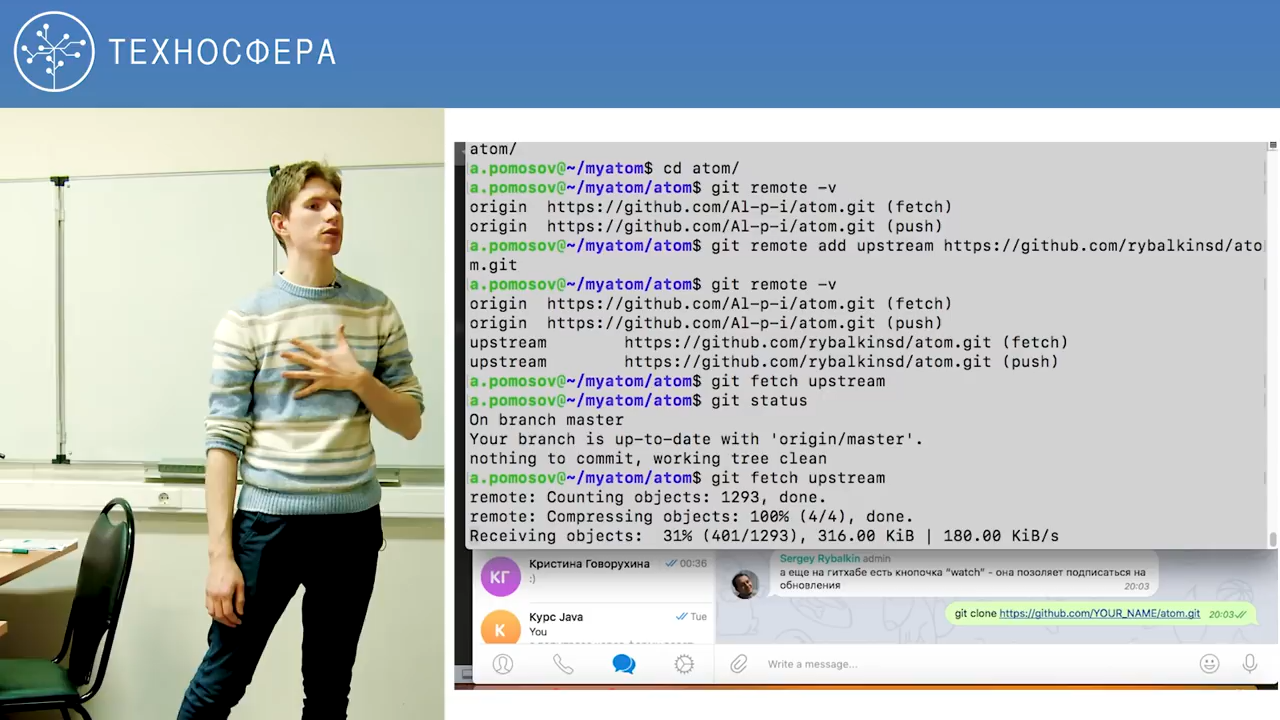 ТЕХНОСФЕРА
atom/
a.pomosov@~/myatom$ cd atom/
a.pomosov@~/myatom/atom$ git remote -v
origin  https://github.com/Al-p-i/atom.git (fetch)
origin  https://github.com/Al-p-i/atom.git (push)
a.pomosov@~/myatom/atom$ git remote add upstream https://github.com/rybalkinsd/ato
m.git
a.pomosov@~/myatom/atom$ git remote -v
origin  https://github.com/Al-p-i/atom.git (fetch)
origin  https://github.com/Al-p-i/atom.git (push)
upstream        https://github.com/rybalkinsd/atom.git (fetch)
upstream        https://github.com/rybalkinsd/atom.git (push)
a.pomosov@~/myatom/atom$ git fetch upstream
a.pomosov@~/myatom/atom$ git status
On branch master
Your branch is up-to-date with 'origin/master'.
nothing to commit, working tree clean
a.pomosov@~/myatom/atom$ git fetch upstream
remote: Counting objects: 1293, done.
remote: Compressing objects: 100% (4/4), done.
Receiving objects:  31% (401/1293), 316.00 KiB | 180.00 KiB/s
КГ
Кристина Говорухина 00:36
:)
К
Курс Java Tue
You
Sergey Rybalkin admin
а еще на гитхабе есть кнопочка "watch" - она позволяет подписаться на
обновления
20:03
git clone https://github.com/YOUR_NAME/atom.git 20:03
Write a message...